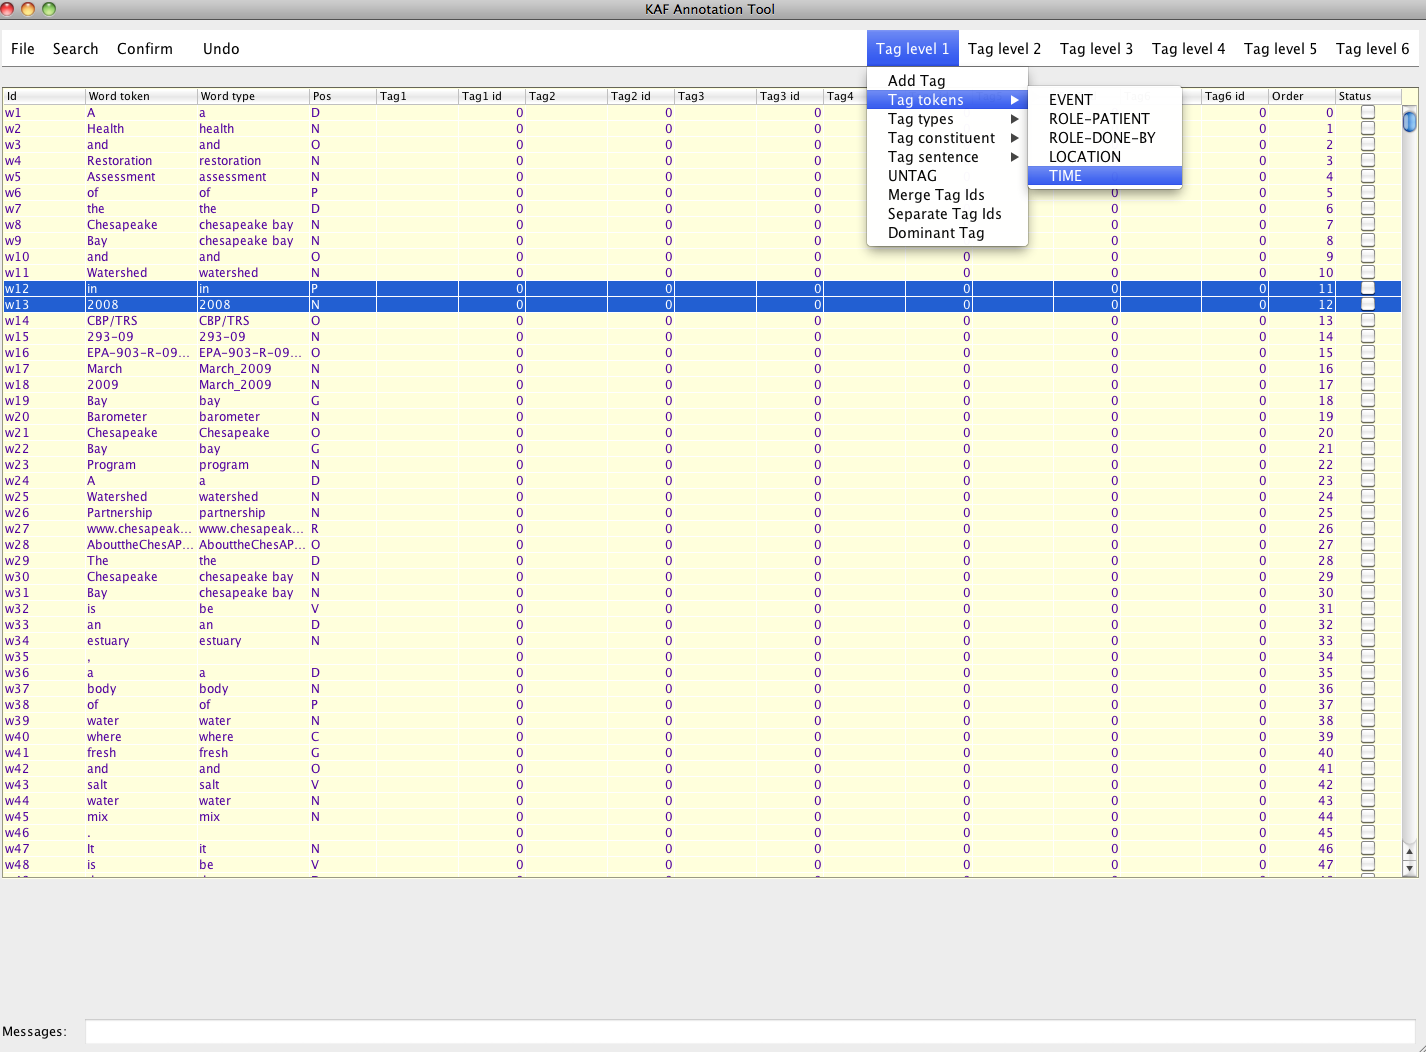 KAF Annotation Tool
File Search Confirm Undo Tag level 1 Tag level 2 Tag level 3 Tag level 4 Tag level 5 Tag level 6
Add Tag
Tag tokens
Tag types
Tag constituent
Tag sentence
UNTAG
Merge Tag Ids
Separate Tag Ids
Dominant Tag
EVENT
ROLE-PATIENT
ROLE-DONE-BY
LOCATION
TIME
Id Word token Word type Pos Tag1 Tag1 id Tag2 Tag2 id Tag3 Tag3 id Tag4 Tag6 id Order Status
w1 A a D 0 0 0 0 0
w2 Health health N 0 0 0 0 1
w3 and and O 0 0 0 0 2
w4 Restoration restoration N 0 0 0 0 3
w5 Assessment assessment N 0 0 0 0 4
w6 of of P 0 0 0 0 0 5
w7 the the D 0 0 0 0 0 6
w8 Chesapeake chesapeake bay N 0 0 0 0 0 7
w9 Bay chesapeake bay N 0 0 0 0 0 8
w10 and and O 0 0 0 0 0 0 9
w11 Watershed watershed N 0 0 0 0 0 0 10
w12 in in P 0 0 0 0 0 0 11
w13 2008 2008 N 0 0 0 0 0 0 12
w14 CBP/TRS CBP/TRS O 0 0 0 0 0 0 13
w15 293-09 293-09 N 0 0 0 0 0 0 14
w16 EPA-903-R-09... EPA-903-R-09... O 0 0 0 0 0 0 15
w17 March March_2009 N 0 0 0 0 0 0 16
w18 2009 March_2009 N 0 0 0 0 0 0 17
w19 Bay bay G 0 0 0 0 0 0 18
w20 Barometer barometer N 0 0 0 0 0 0 19
w21 Chesapeake Chesapeake O 0 0 0 0 0 0 20
w22 Bay bay G 0 0 0 0 0 0 21
w23 Program program N 0 0 0 0 0 0 22
w24 A a D 0 0 0 0 0 0 23
w25 Watershed watershed N 0 0 0 0 0 0 24
w26 Partnership partnership N 0 0 0 0 0 0 25
w27 www.chesapeak... www.chesapeak... R 0 0 0 0 0 0 26
w28 AbouttheChesAP... AbouttheChesAP... O 0 0 0 0 0 0 27
w29 The the D 0 0 0 0 0 0 28
w30 Chesapeake chesapeake bay N 0 0 0 0 0 0 29
w31 Bay chesapeake bay N 0 0 0 0 0 0 30
w32 is be V 0 0 0 0 0 0 31
w33 an an D 0 0 0 0 0 0 32
w34 estuary estuary N 0 0 0 0 0 0 33
w35 , 0 0 0 0 0 0 34
w36 a a D 0 0 0 0 0 0 35
w37 body body N 0 0 0 0 0 0 36
w38 of of P 0 0 0 0 0 0 37
w39 water water N 0 0 0 0 0 0 38
w40 where where C 0 0 0 0 0 0 39
w41 fresh fresh G 0 0 0 0 0 0 40
w42 and and O 0 0 0 0 0 0 41
w43 salt salt V 0 0 0 0 0 0 42
w44 water water N 0 0 0 0 0 0 43
w45 mix mix N 0 0 0 0 0 0 44
w46 . 0 0 0 0 0 0 45
w47 It it N 0 0 0 0 0 0 46
w48 is be V 0 0 0 0 0 0 47
Messages: